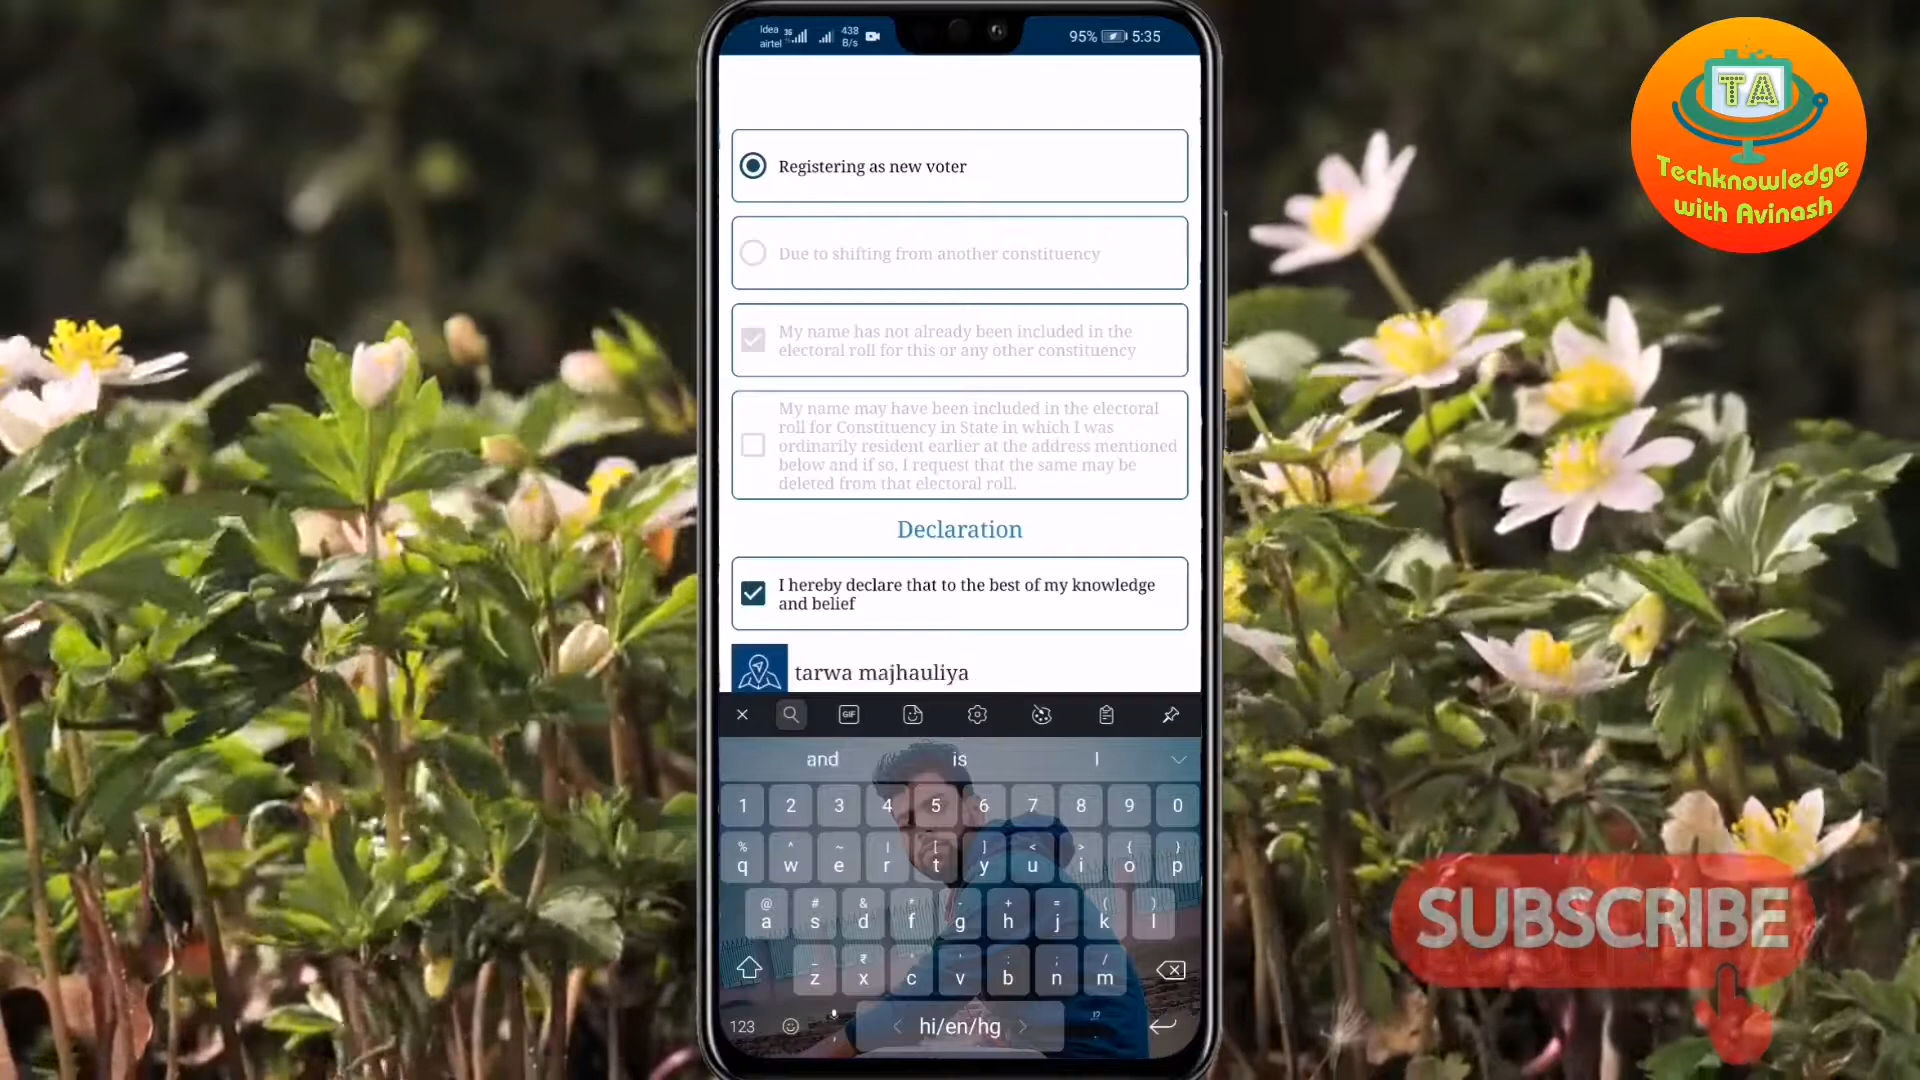 Idea 3G 438
airtel B/s
95% 5:35
TA
Techknowledge
with Avinash
Registering as new voter
Due to shifting from another constituency
My name has not already been included in the
electoral roll for this or any other constituency
My name may have been included in the electoral
roll for Constituency in State in which I was
ordinarily resident earlier at the address mentioned
below and if so, I request that the same may be
deleted from that electoral roll.
Declaration
I hereby declare that to the best of my knowledge
and belief
tarwa majhauliya
GIF
and is I
1 2 3 4 5 6 7 8 9 0
% ^ ~ | [ ] < > { }
q w e r t y u i o p
@ # & * - + = ( )
a s d f g h j k l
z x c v b n m
123 hi/en/hg
SUBSCRIBE